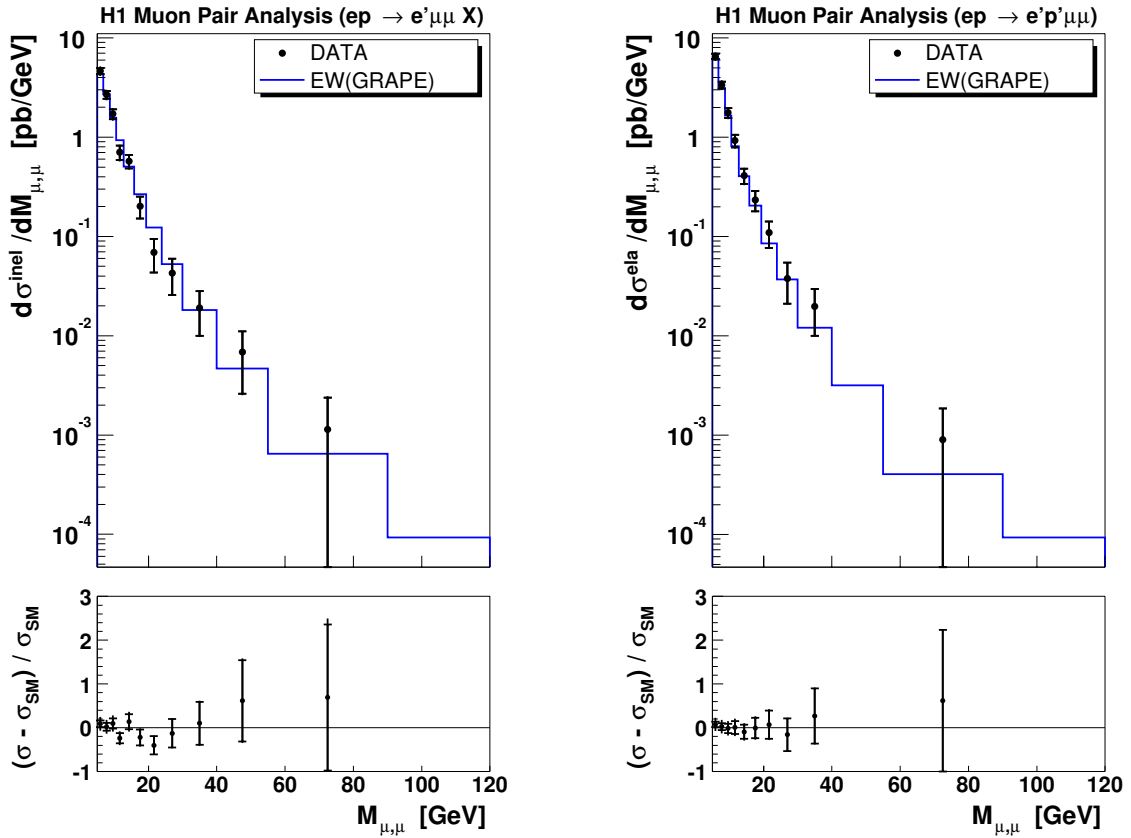 H1 Muon Pair Analysis (ep → e'μμ X)
dσ^inel/dM_μ,μ [pb/GeV]
10
1
10^-1
10^-2
10^-3
10^-4
DATA
EW(GRAPE)
(σ - σ_SM) / σ_SM
3
2
1
0
-1
20 40 60 80 100 120
M_μ,μ [GeV]
H1 Muon Pair Analysis (ep → e'p'μμ)
dσ^ela/dM_μ,μ [pb/GeV]
10
1
10^-1
10^-2
10^-3
10^-4
DATA
EW(GRAPE)
(σ - σ_SM) / σ_SM
3
2
1
0
-1
20 40 60 80 100 120
M_μ,μ [GeV]